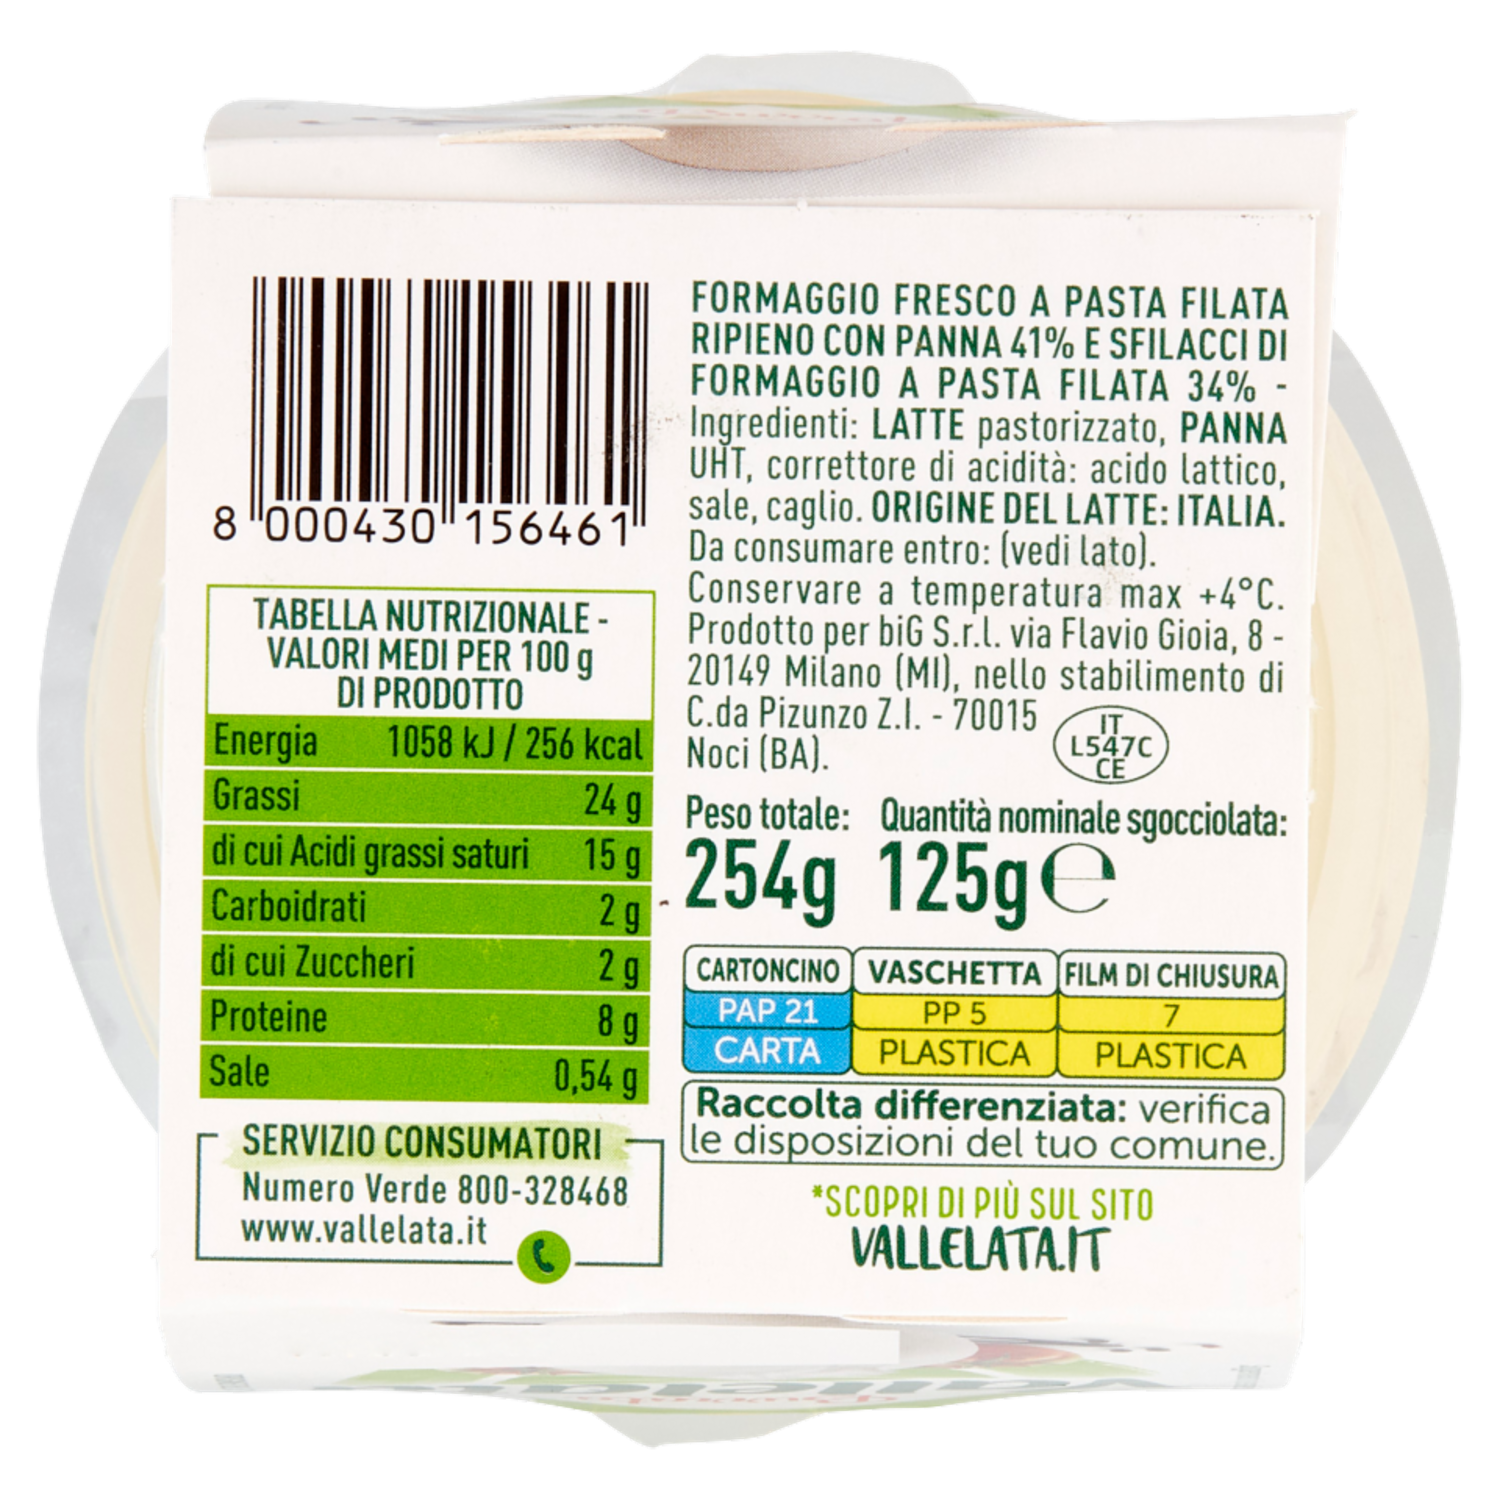 8 000430 156461
TABELLA NUTRIZIONALE -
VALORI MEDI PER 100 g
DI PRODOTTO
Energia 1058 kJ / 256 kcal
Grassi 24 g
di cui Acidi grassi saturi 15 g
Carboidrati 2 g
di cui Zuccheri 2 g
Proteine 8 g
Sale 0,54 g
SERVIZIO CONSUMATORI
Numero Verde 800-328468
www.vallelata.it
FORMAGGIO FRESCO A PASTA FILATA
RIPIENO CON PANNA 41% E SFILACCI DI
FORMAGGIO A PASTA FILATA 34% -
Ingredienti: LATTE pastorizzato, PANNA
UHT, correttore di acidità: acido lattico,
sale, caglio. ORIGINE DEL LATTE: ITALIA.
Da consumare entro: (vedi lato).
Conservare a temperatura max +4°C.
Prodotto per biG S.r.l. via Flavio Gioia, 8 -
20149 Milano (MI), nello stabilimento di
C.da Pizunzo Z.I. - 70015
Noci (BA).
IT
L547C
CE
Peso totale: Quantità nominale sgocciolata:
254g 125g ℮
CARTONCINO VASCHETTA FILM DI CHIUSURA
PAP 21 PP 5 7
CARTA PLASTICA PLASTICA
Raccolta differenziata: verifica
le disposizioni del tuo comune.
*SCOPRI DI PIÙ SUL SITO
VALLELATA.IT